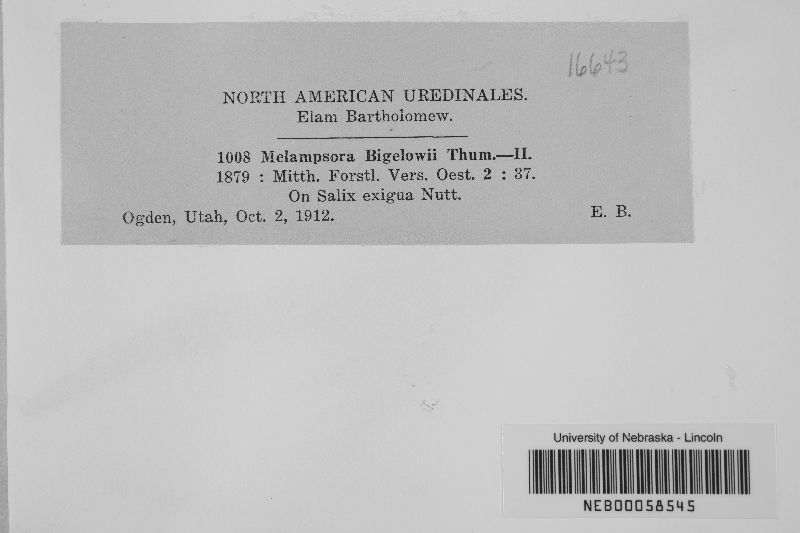 16643
NORTH AMERICAN UREDINALES.
Elam Bartholomew.
1008 Melampsora Bigelowii Thum.—II.
1879 : Mitth. Forstl. Vers. Oest. 2 : 37.
On Salix exigua Nutt.
Ogden, Utah, Oct. 2, 1912. E. B.
University of Nebraska - Lincoln
NEB00058545